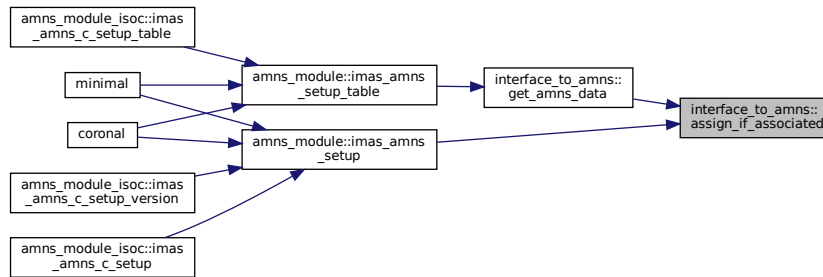 amns_module_isoc::imas
_amns_c_setup_table
minimal
coronal
amns_module_isoc::imas
_amns_c_setup_version
amns_module_isoc::imas
_amns_c_setup
amns_module::imas_amns
_setup_table
amns_module::imas_amns
_setup
interface_to_amns::
get_amns_data
interface_to_amns::
assign_if_associated